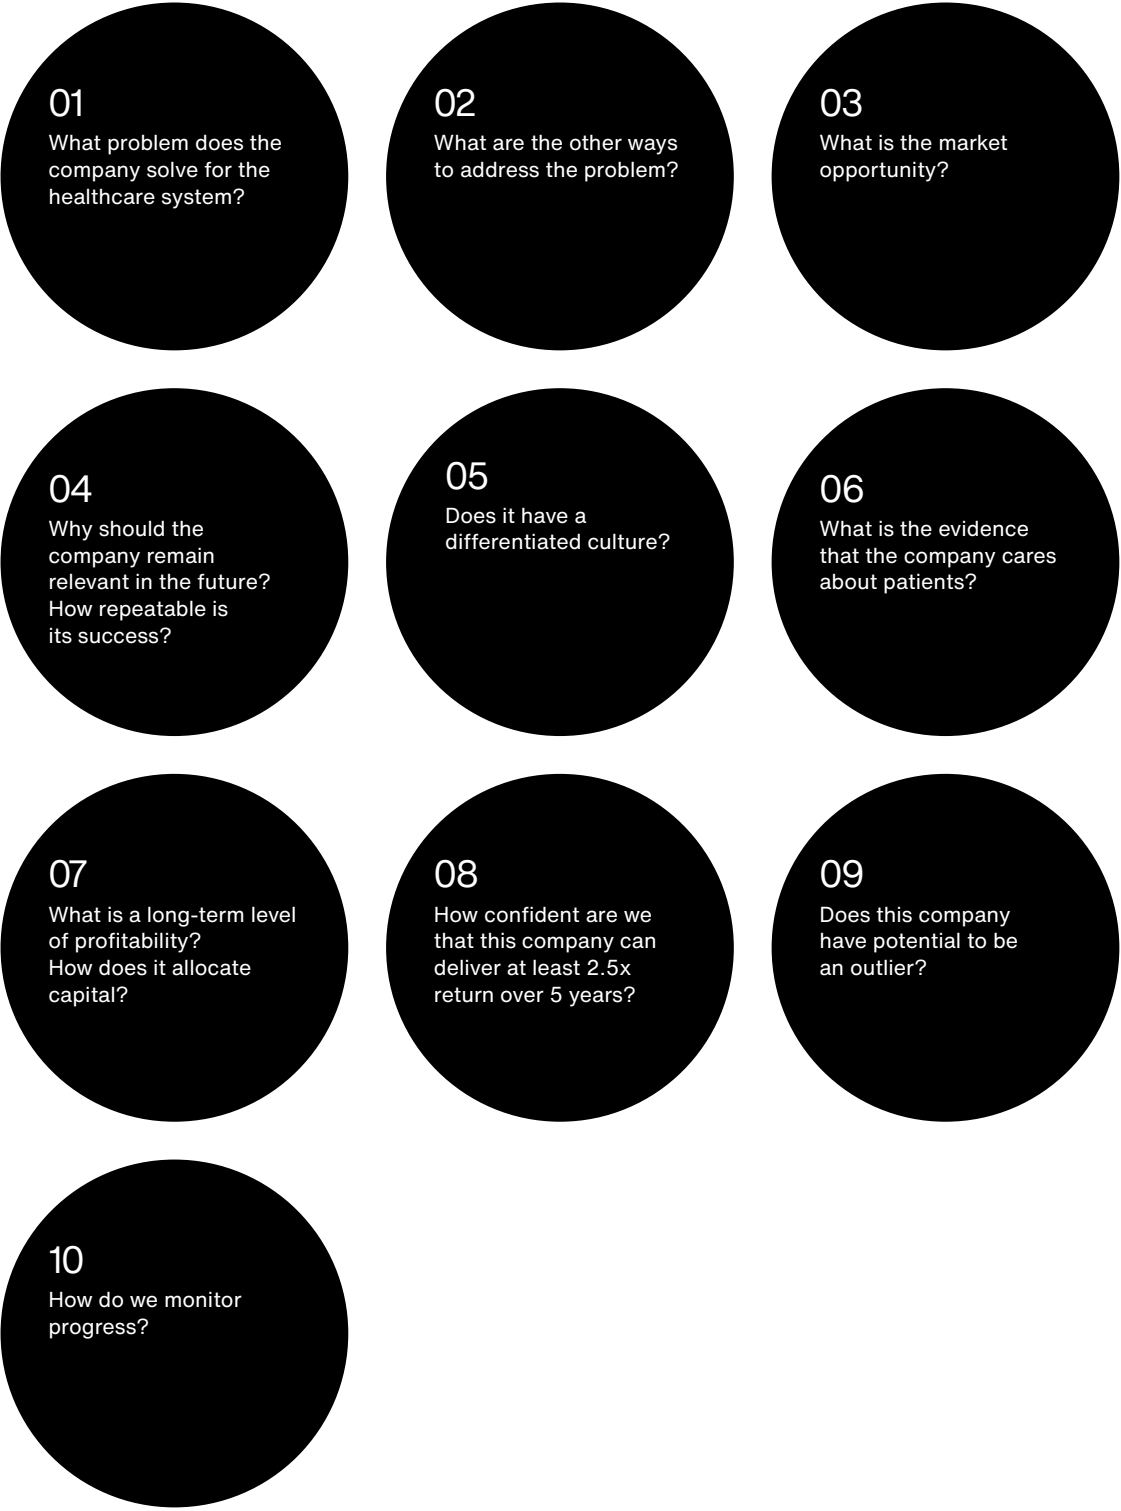 01
What problem does the
company solve for the
healthcare system?
02
What are the other ways
to address the problem?
03
What is the market
opportunity?
04
Why should the
company remain
relevant in the future?
How repeatable is
its success?
05
Does it have a
differentiated culture?
06
What is the evidence
that the company cares
about patients?
07
What is a long-term level
of profitability?
How does it allocate
capital?
08
How confident are we
that this company can
deliver at least 2.5x
return over 5 years?
09
Does this company
have potential to be
an outlier?
10
How do we monitor
progress?